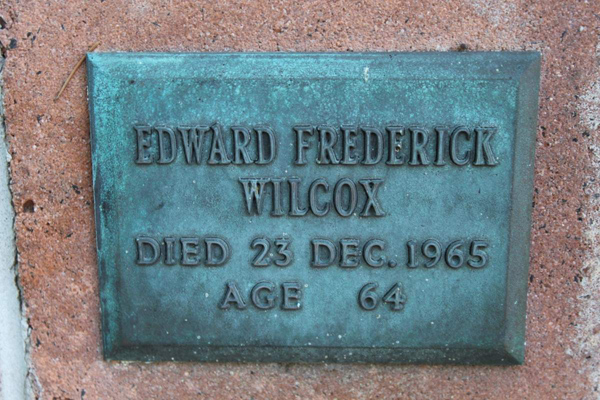 EDWARD FREDERICK
WILCOX
DIED 23 DEC. 1965
AGE 64